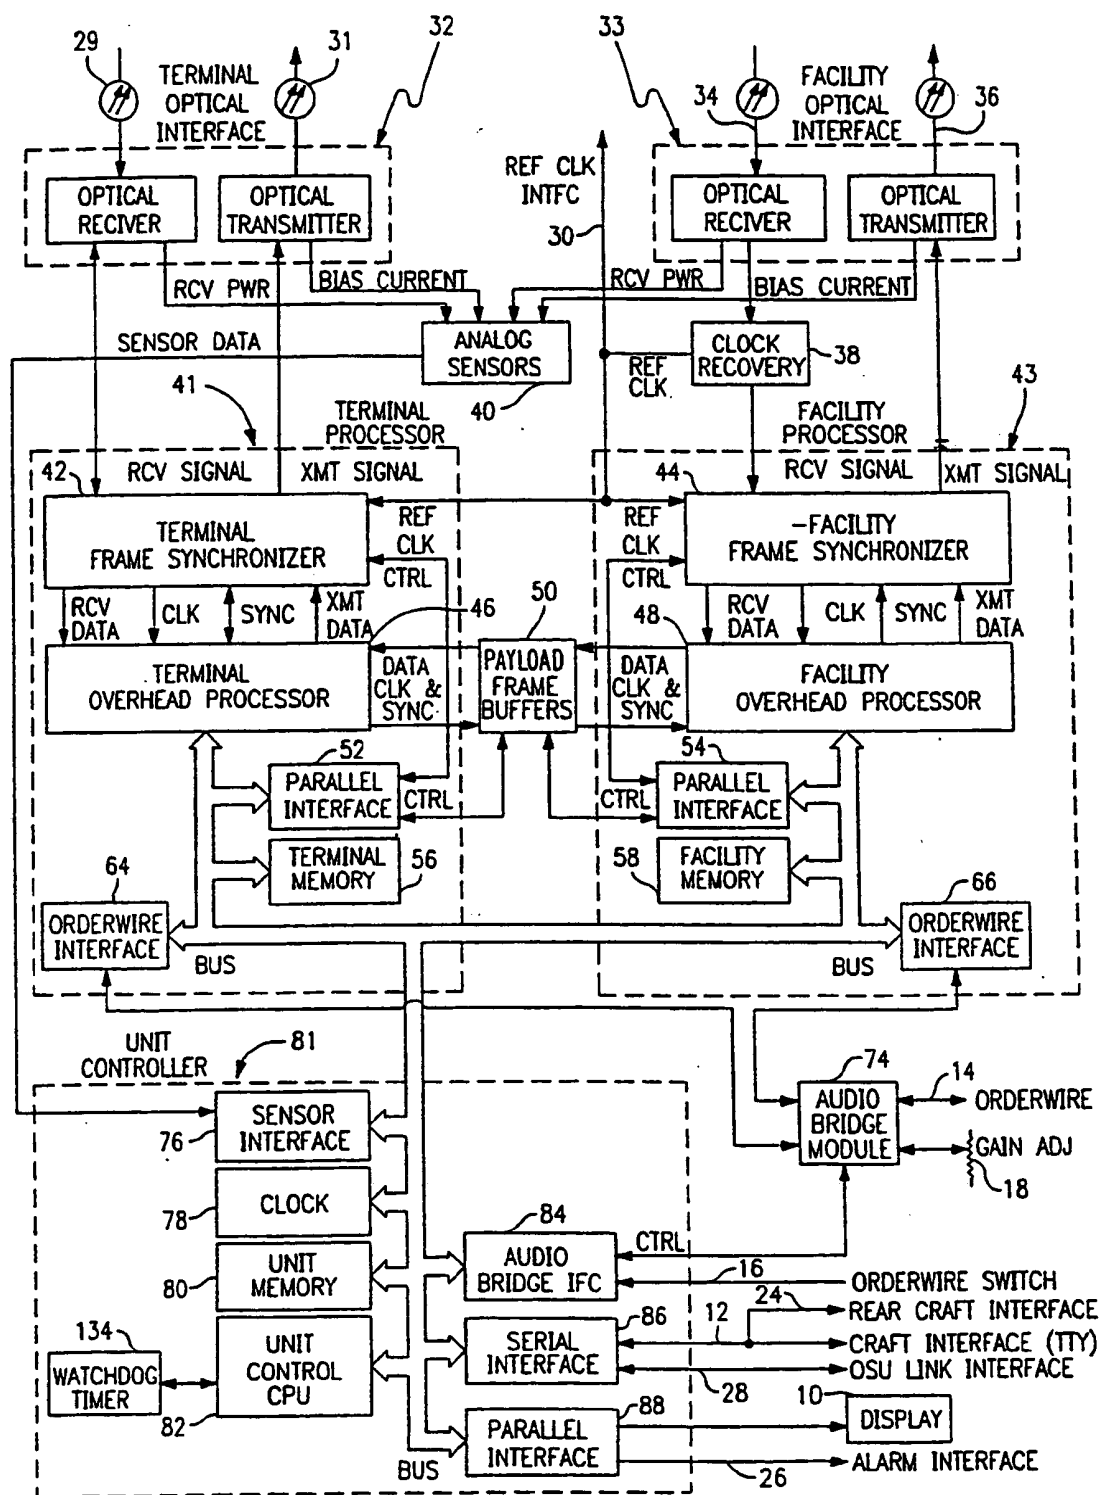 29
31
32
33
34
36
TERMINAL
OPTICAL
INTERFACE
FACILITY
OPTICAL
INTERFACE
OPTICAL
RECIVER
OPTICAL
TRANSMITTER
REF CLK
INTFC
30
OPTICAL
RECIVER
OPTICAL
TRANSMITTER
RCV PWR
BIAS CURRENT
RCV PWR
BIAS CURRENT
SENSOR DATA
ANALOG
SENSORS
40
REF
CLK
CLOCK
RECOVERY
38
41
TERMINAL
PROCESSOR
FACILITY
PROCESSOR
43
42
RCV SIGNAL
XMT SIGNAL
44
RCV SIGNAL
XMT SIGNAL
TERMINAL
FRAME SYNCHRONIZER
REF
CLK
CTRL
REF
CLK
CTRL
-FACILITY
FRAME SYNCHRONIZER
RCV
DATA
CLK
SYNC
XMT
DATA
46
50
48
RCV
DATA
CLK
SYNC
XMT
DATA
TERMINAL
OVERHEAD PROCESSOR
DATA
CLK &
SYNC
PAYLOAD
FRAME
BUFFERS
DATA
CLK &
SYNC
FACILITY
OVERHEAD PROCESSOR
52
PARALLEL
INTERFACE
CTRL
CTRL
54
PARALLEL
INTERFACE
TERMINAL
MEMORY
56
58
FACILITY
MEMORY
64
ORDERWIRE
INTERFACE
BUS
66
ORDERWIRE
INTERFACE
BUS
UNIT
CONTROLLER
81
74
AUDIO
BRIDGE
MODULE
14
ORDERWIRE
GAIN ADJ
18
SENSOR
INTERFACE
76
CLOCK
78
84
AUDIO
BRIDGE IFC
CTRL
UNIT
MEMORY
80
16
ORDERWIRE SWITCH
24
REAR CRAFT INTERFACE
86
SERIAL
INTERFACE
12
CRAFT INTERFACE (TTY)
28
OSU LINK INTERFACE
134
WATCHDOG
TIMER
UNIT
CONTROL
CPU
82
88
PARALLEL
INTERFACE
BUS
10
DISPLAY
26
ALARM INTERFACE